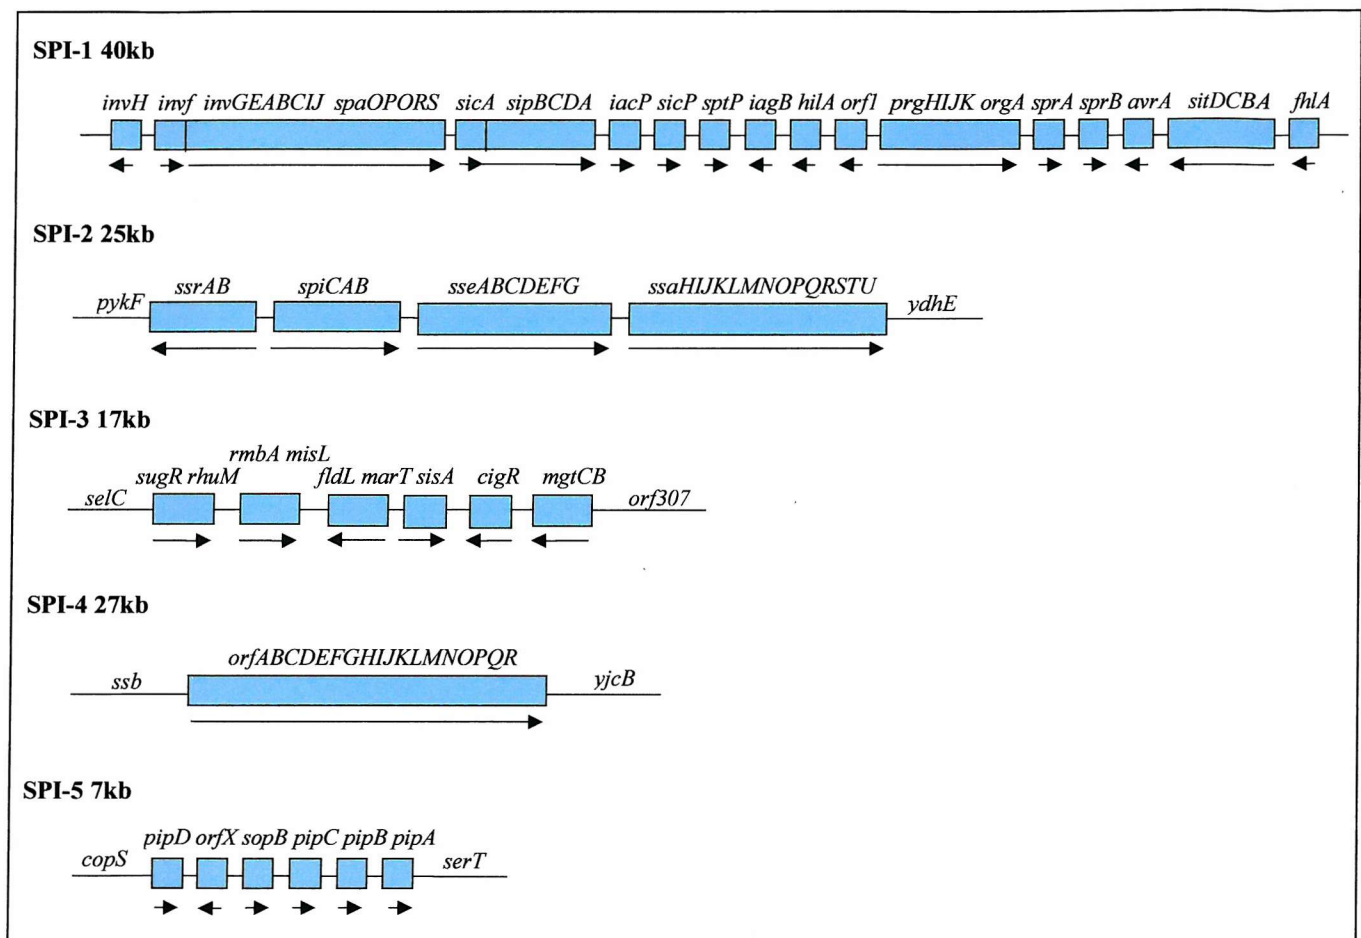 SPI-1 40kb
invH invf invGEABCIJ spaOPORS sicA sipBCDA iacP sicP sptP iagB hilA orf1 prgHIJK orgA sprA sprB avrA sitDCBA fhlA
SPI-2 25kb
ssrAB spiCAB sseABCDEFG ssaHIJKLMNOPQRSTU
pykF ydhE
SPI-3 17kb
rmbA misL
sugR rhuM fldL marT sisA cigR mgtCB
selC orf307
SPI-4 27kb
orfABCDEFGHIJKLMNOPQR
ssb yjcB
SPI-5 7kb
pipD orfX sopB pipC pipB pipA
copS serT